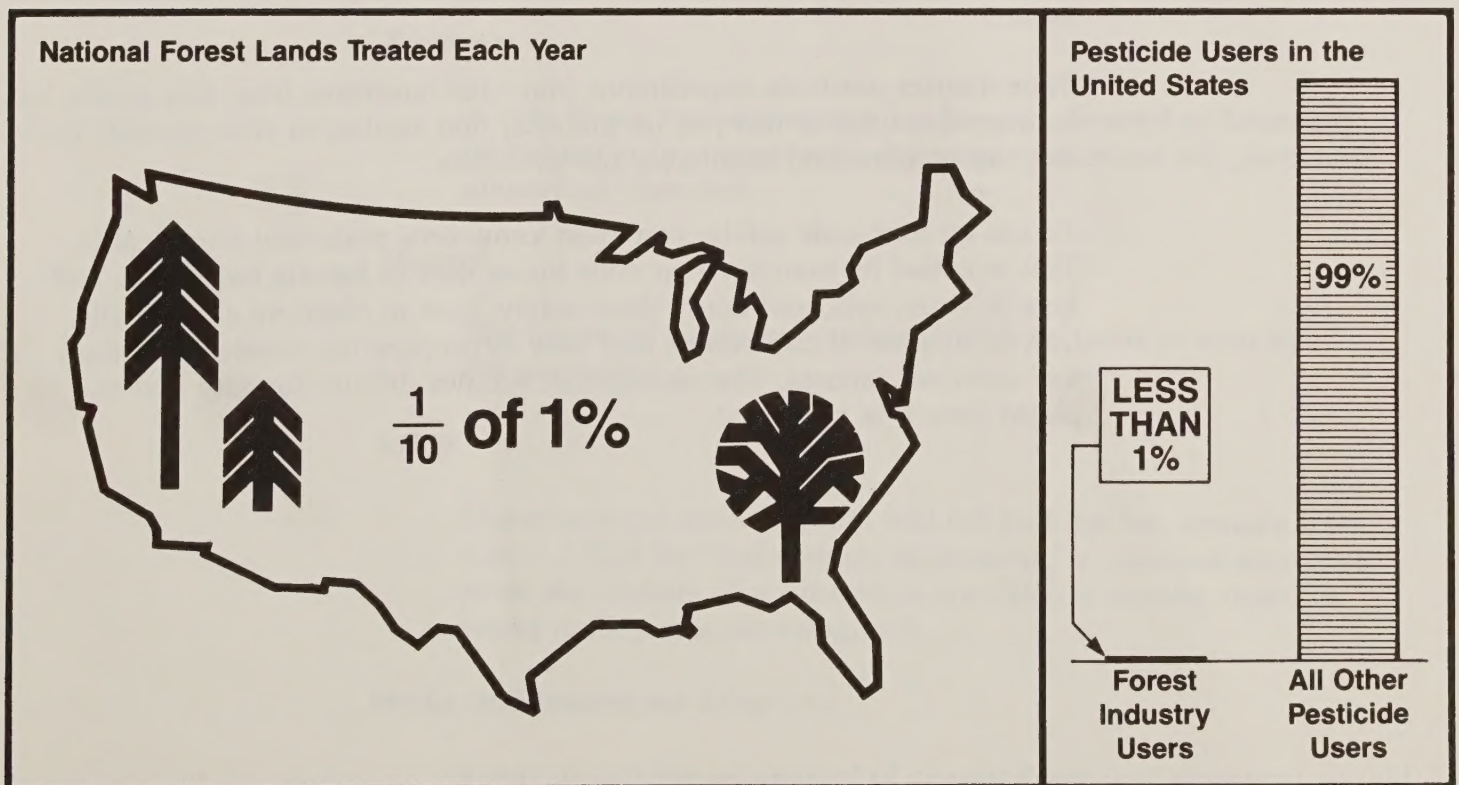 National Forest Lands Treated Each Year
1/10 of 1%
Pesticide Users in the
United States
99%
LESS
THAN
1%
Forest
Industry
Users
All Other
Pesticide
Users